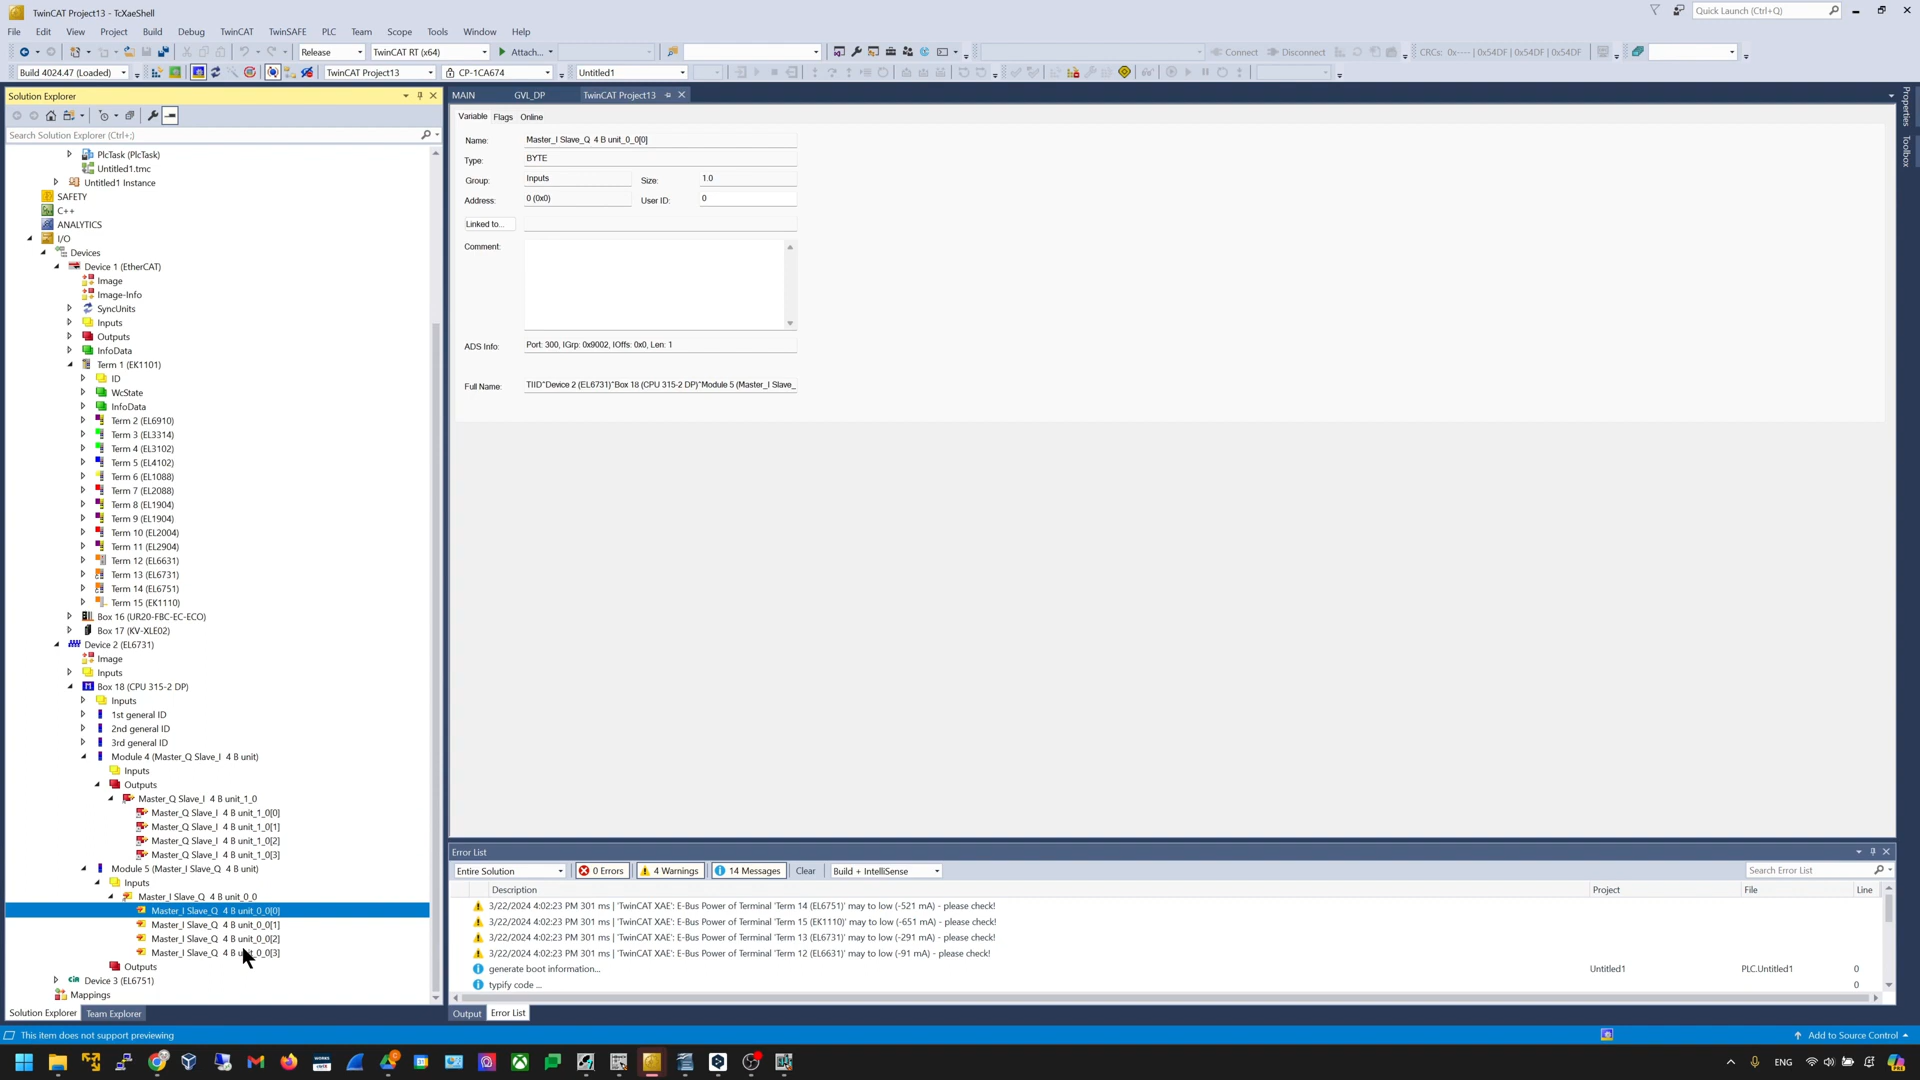 TwinCAT Project13 - TcXaeShell
Quick Launch (Ctrl+Q)
File Edit View Project Build Debug TwinCAT TwinSAFE PLC Team Scope Tools Window Help
Release TwinCAT RT (x64) Attach... Connect Disconnect CRCs: 0x---- | 0x54DF | 0x54DF | 0x54DF
Build 4024.47 (Loaded) TwinCAT Project13 CP-1CA674 Untitled1
Solution Explorer
MAIN GVL_DP TwinCAT Project13
Properties
Toolbox
Search Solution Explorer (Ctrl+;)
PlcTask (PlcTask)
Untitled1.tmc
Untitled1 Instance
SAFETY
C++
ANALYTICS
I/O
Devices
Device 1 (EtherCAT)
Image
Image-Info
SyncUnits
Inputs
Outputs
InfoData
Term 1 (EK1101)
ID
WcState
InfoData
Term 2 (EL6910)
Term 3 (EL3314)
Term 4 (EL3102)
Term 5 (EL4102)
Term 6 (EL1088)
Term 7 (EL2088)
Term 8 (EL1904)
Term 9 (EL1904)
Term 10 (EL2004)
Term 11 (EL2904)
Term 12 (EL6631)
Term 13 (EL6731)
Term 14 (EL6751)
Term 15 (EK1110)
Box 16 (UR20-FBC-EC-ECO)
Box 17 (KV-XLE02)
Device 2 (EL6731)
Image
Inputs
Box 18 (CPU 315-2 DP)
Inputs
1st general ID
2nd general ID
3rd general ID
Module 4 (Master_Q Slave_I 4 B unit)
Inputs
Outputs
Master_Q Slave_I 4 B unit_1_0
Master_Q Slave_I 4 B unit_1_0[0]
Master_Q Slave_I 4 B unit_1_0[1]
Master_Q Slave_I 4 B unit_1_0[2]
Master_Q Slave_I 4 B unit_1_0[3]
Module 5 (Master_I Slave_Q 4 B unit)
Inputs
Master_I Slave_Q 4 B unit_0_0
Master_I Slave_Q 4 B unit_0_0[0]
Master_I Slave_Q 4 B unit_0_0[1]
Master_I Slave_Q 4 B unit_0_0[2]
Master_I Slave_Q 4 B unit_0_0[3]
Outputs
Device 3 (EL6751)
Mappings
Solution Explorer Team Explorer
Variable Flags Online
Name: Master_I Slave_Q 4 B unit_0_0[0]
Type: BYTE
Group: Inputs Size: 1.0
Address: 0 (0x0) User ID: 0
Linked to...
Comment:
ADS Info: Port: 300, IGrp: 0x9002, IOffs: 0x0, Len: 1
Full Name: TIID^Device 2 (EL6731)^Box 18 (CPU 315-2 DP)^Module 5 (Master_I Slave_
Error List
Entire Solution 0 Errors 4 Warnings 14 Messages Clear Build + IntelliSense Search Error List
Description Project File Line
3/22/2024 4:02:23 PM 301 ms | 'TwinCAT XAE': E-Bus Power of Terminal 'Term 14 (EL6751)' may to low (-521 mA) - please check!
3/22/2024 4:02:23 PM 301 ms | 'TwinCAT XAE': E-Bus Power of Terminal 'Term 15 (EK1110)' may to low (-651 mA) - please check!
3/22/2024 4:02:23 PM 301 ms | 'TwinCAT XAE': E-Bus Power of Terminal 'Term 13 (EL6731)' may to low (-291 mA) - please check!
3/22/2024 4:02:23 PM 301 ms | 'TwinCAT XAE': E-Bus Power of Terminal 'Term 12 (EL6631)' may to low (-91 mA) - please check!
generate boot information... Untitled1 PLC.Untitled1 0
typify code ... 0
Output Error List
This item does not support previewing Add to Source Control
ENG